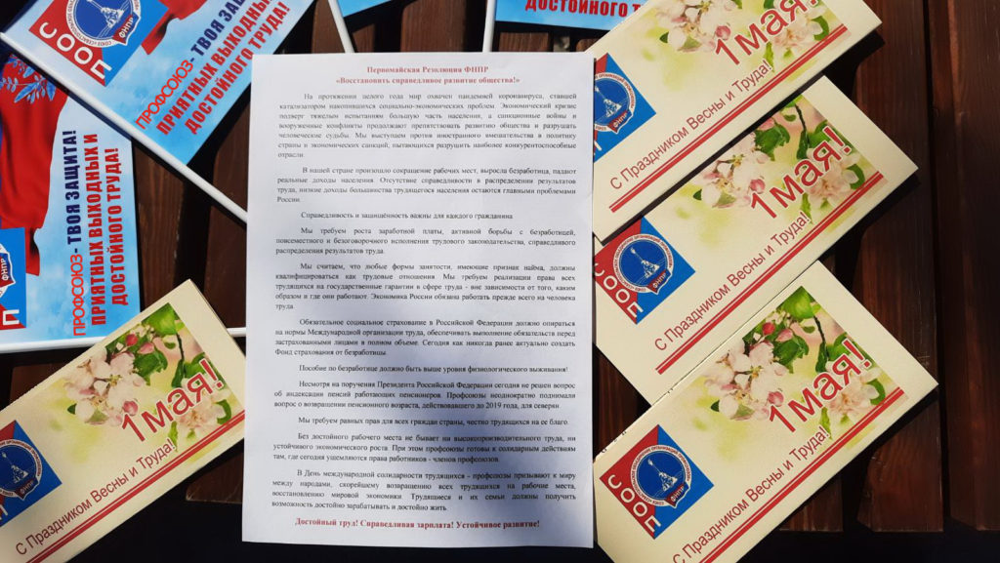 СООП
ФНПР
ПРОФСОЮЗ - ТВОЯ ЗАЩИТА!
ПРИЯТНЫХ ВЫХОДНЫХ
ДОСТОЙНОГО ТРУДА!
ДОСТОЙНОГО ТРУДА!
ПРОФСОЮЗ - ТВОЯ ЗАЩИТА!
ПРИЯТНЫХ ВЫХОДНЫХ И
ДОСТОЙНОГО ТРУДА!
ФНПР
Первомайская Резолюция ФНПР
«Восстановить справедливое развитие общества!»
На протяжении целого года мир охвачен пандемией коронавируса, ставшей
катализатором накопившихся социально-экономических проблем. Экономический кризис
подверг тяжелым испытаниям большую часть населения, а санкционные войны и
вооруженные конфликты продолжают препятствовать развитию общества и разрушать
человеческие судьбы. Мы выступаем против иностранного вмешательства в политику
страны и экономических санкций, пытающихся разрушить наиболее конкурентоспособные
отрасли.
В нашей стране произошло сокращение рабочих мест, выросла безработица, падают
реальные доходы населения. Отсутствие справедливости в распределении результатов
труда, низкие доходы большинства трудящегося населения остаются главными проблемами
России.
Справедливость и защищённость важны для каждого гражданина.
Мы требуем роста заработной платы, активной борьбы с безработицей,
повсеместного и безоговорочного исполнения трудового законодательства, справедливого
распределения результатов труда.
Мы считаем, что любые формы занятости, имеющие признак найма, должны
квалифицироваться как трудовые отношения. Мы требуем реализации права всех
трудящихся на государственные гарантии в сфере труда - вне зависимости от того, каким
образом и где они работают. Экономика России обязана работать прежде всего на человека
труда.
Обязательное социальное страхование в Российской Федерации должно опираться
на нормы Международной организации труда, обеспечивать выполнение обязательств перед
застрахованными лицами в полном объеме. Сегодня как никогда ранее актуально создать
Фонд страхования от безработицы.
Пособие по безработице должно быть выше уровня физиологического выживания!
Несмотря на поручения Президента Российской Федерации сегодня не решен вопрос
об индексации пенсий работающих пенсионеров. Профсоюзы неоднократно поднимали
вопрос о возвращении пенсионного возраста, действовавшего до 2019 года, для северян.
Мы требуем равных прав для всех граждан страны, честно трудящихся на ее благо.
Без достойного рабочего места не бывает ни высокопроизводительного труда, ни
устойчивого экономического роста. При этом профсоюзы готовы к солидарным действиям
там, где сегодня ущемляются права работников - членов профсоюзов.
В День международной солидарности трудящихся - профсоюзы призывают к миру
между народами, скорейшему возвращению всех трудящихся на рабочие места,
восстановлению мировой экономики. Трудящиеся и их семьи должны получить
возможность достойно зарабатывать и достойно жить.
Достойный труд! Справедливая зарплата! Устойчивое развитие!
1 мая!
С Праздником Весны и Труда!
ФНПР
1 мая!
С Праздником Весны и Труда!
СООП
ФНПР
1 мая!
С Праздником Весны и Труда!
СООП
ФНПР
1 мая!
С Праздником Весны и Труда!
ФНПР